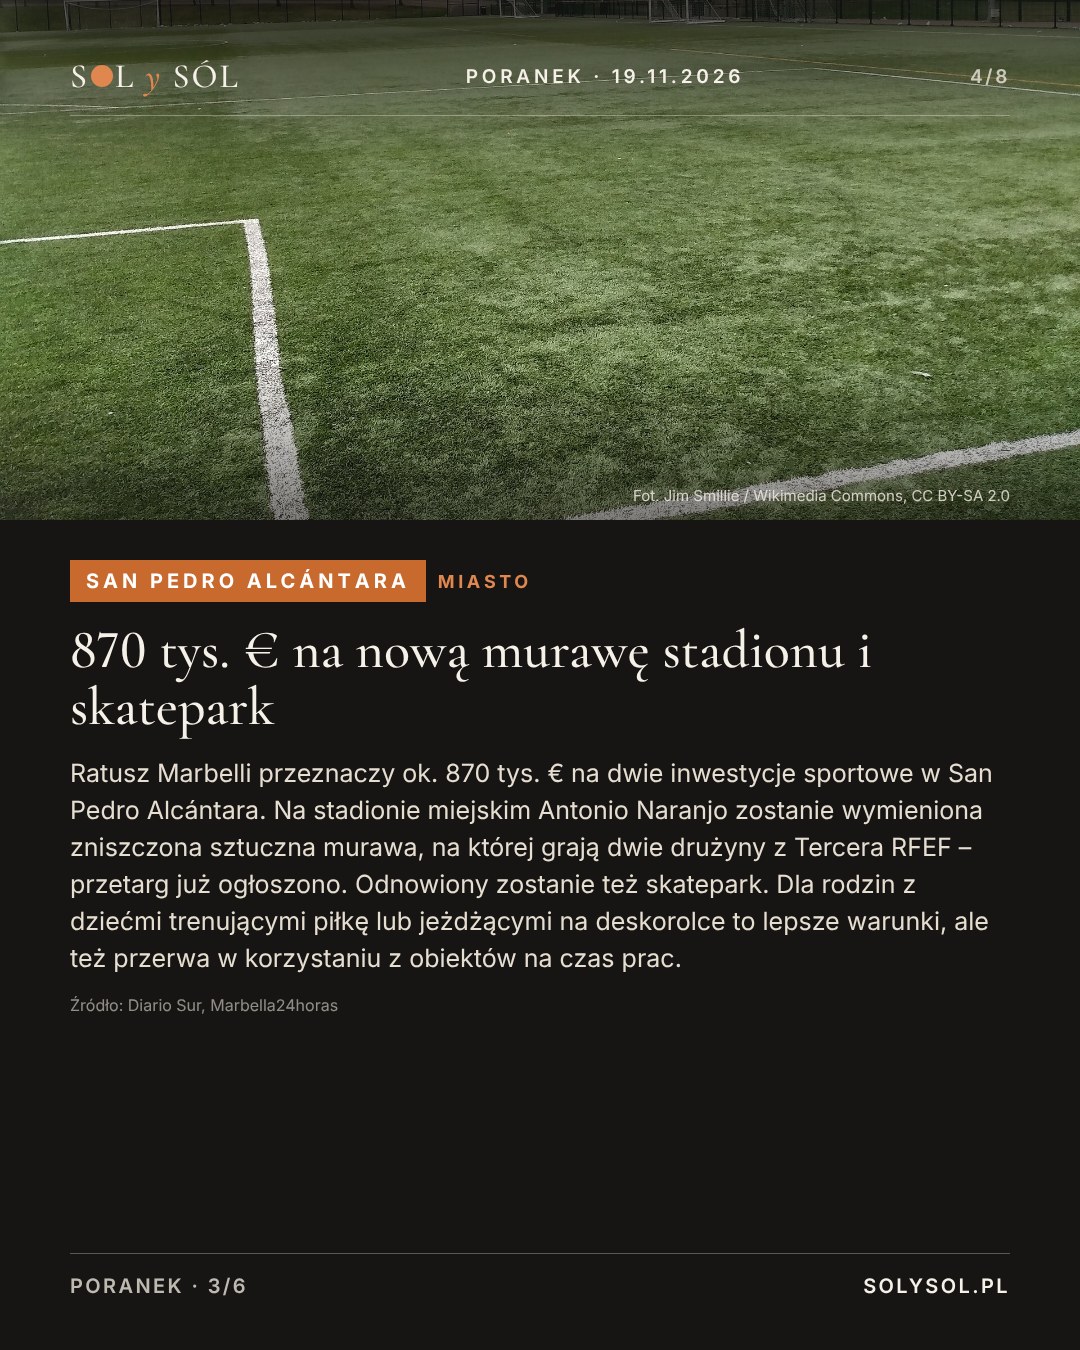 SOL y SÓL
PORANEK · 19.11.2026
4/8
Fot. Jim Smillie / Wikimedia Commons, CC BY-SA 2.0
SAN PEDRO ALCÁNTARA MIASTO
870 tys. € na nową murawę stadionu i
skatepark
Ratusz Marbelli przeznaczy ok. 870 tys. € na dwie inwestycje sportowe w San
Pedro Alcántara. Na stadionie miejskim Antonio Naranjo zostanie wymieniona
zniszczona sztuczna murawa, na której grają dwie drużyny z Tercera RFEF –
przetarg już ogłoszono. Odnowiony zostanie też skatepark. Dla rodzin z
dziećmi trenującymi piłkę lub jeżdżącymi na deskorolce to lepsze warunki, ale
też przerwa w korzystaniu z obiektów na czas prac.
Źródło: Diario Sur, Marbella24horas
PORANEK · 3/6
SOLYSOL.PL